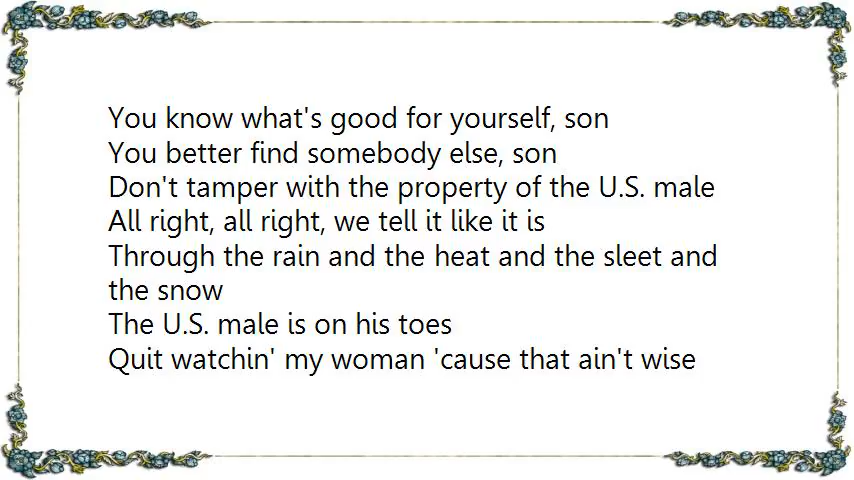 You know what's good for yourself, son
You better find somebody else, son
Don't tamper with the property of the U.S. male
All right, all right, we tell it like it is
Through the rain and the heat and the sleet and
the snow
The U.S. male is on his toes
Quit watchin' my woman 'cause that ain't wise